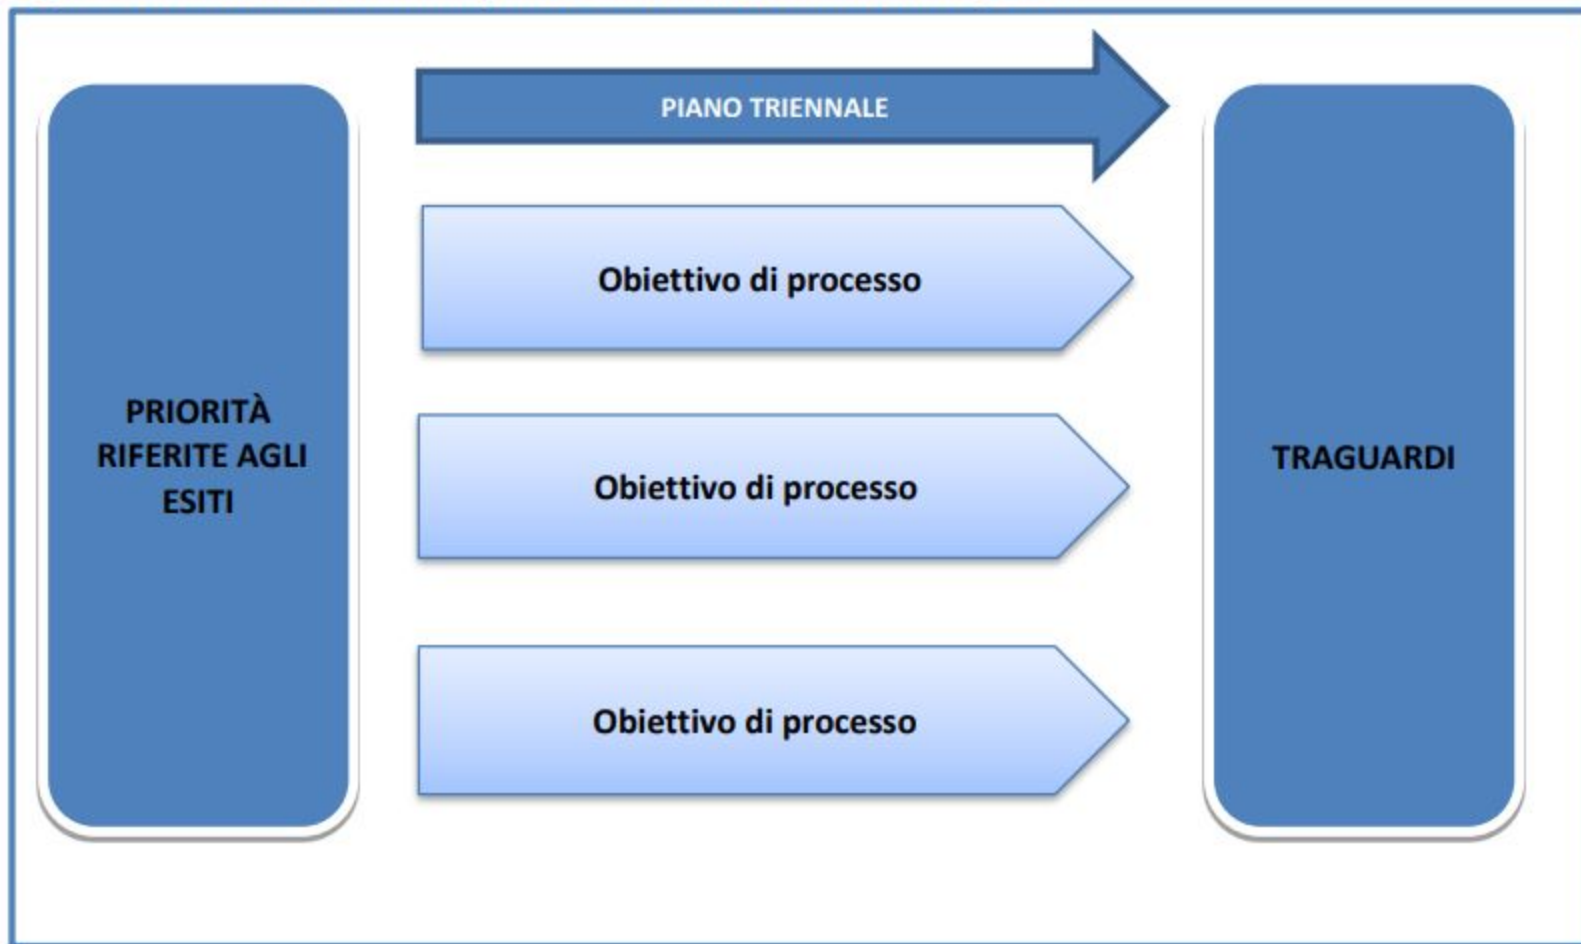 PIANO TRIENNALE
Obiettivo di processo
PRIORITÀ
RIFERITE AGLI
ESITI
Obiettivo di processo
TRAGUARDI
Obiettivo di processo